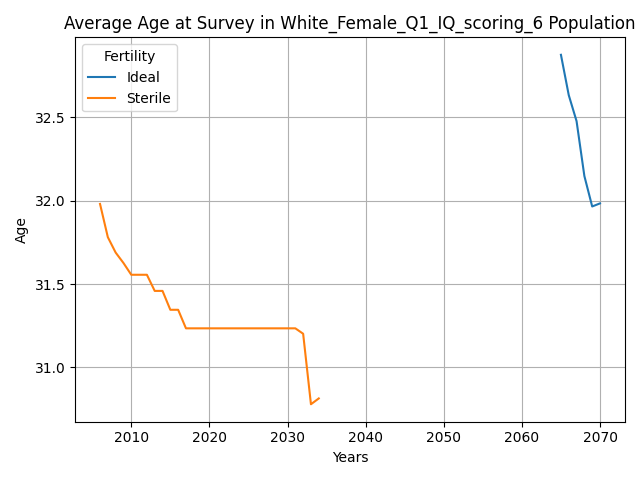 Average Age at Survey in White_Female_Q1_IQ_scoring_6 Population
Fertility
Ideal
Sterile
32.5
32.0
31.5
31.0
Age
2010 2020 2030 2040 2050 2060 2070
Years